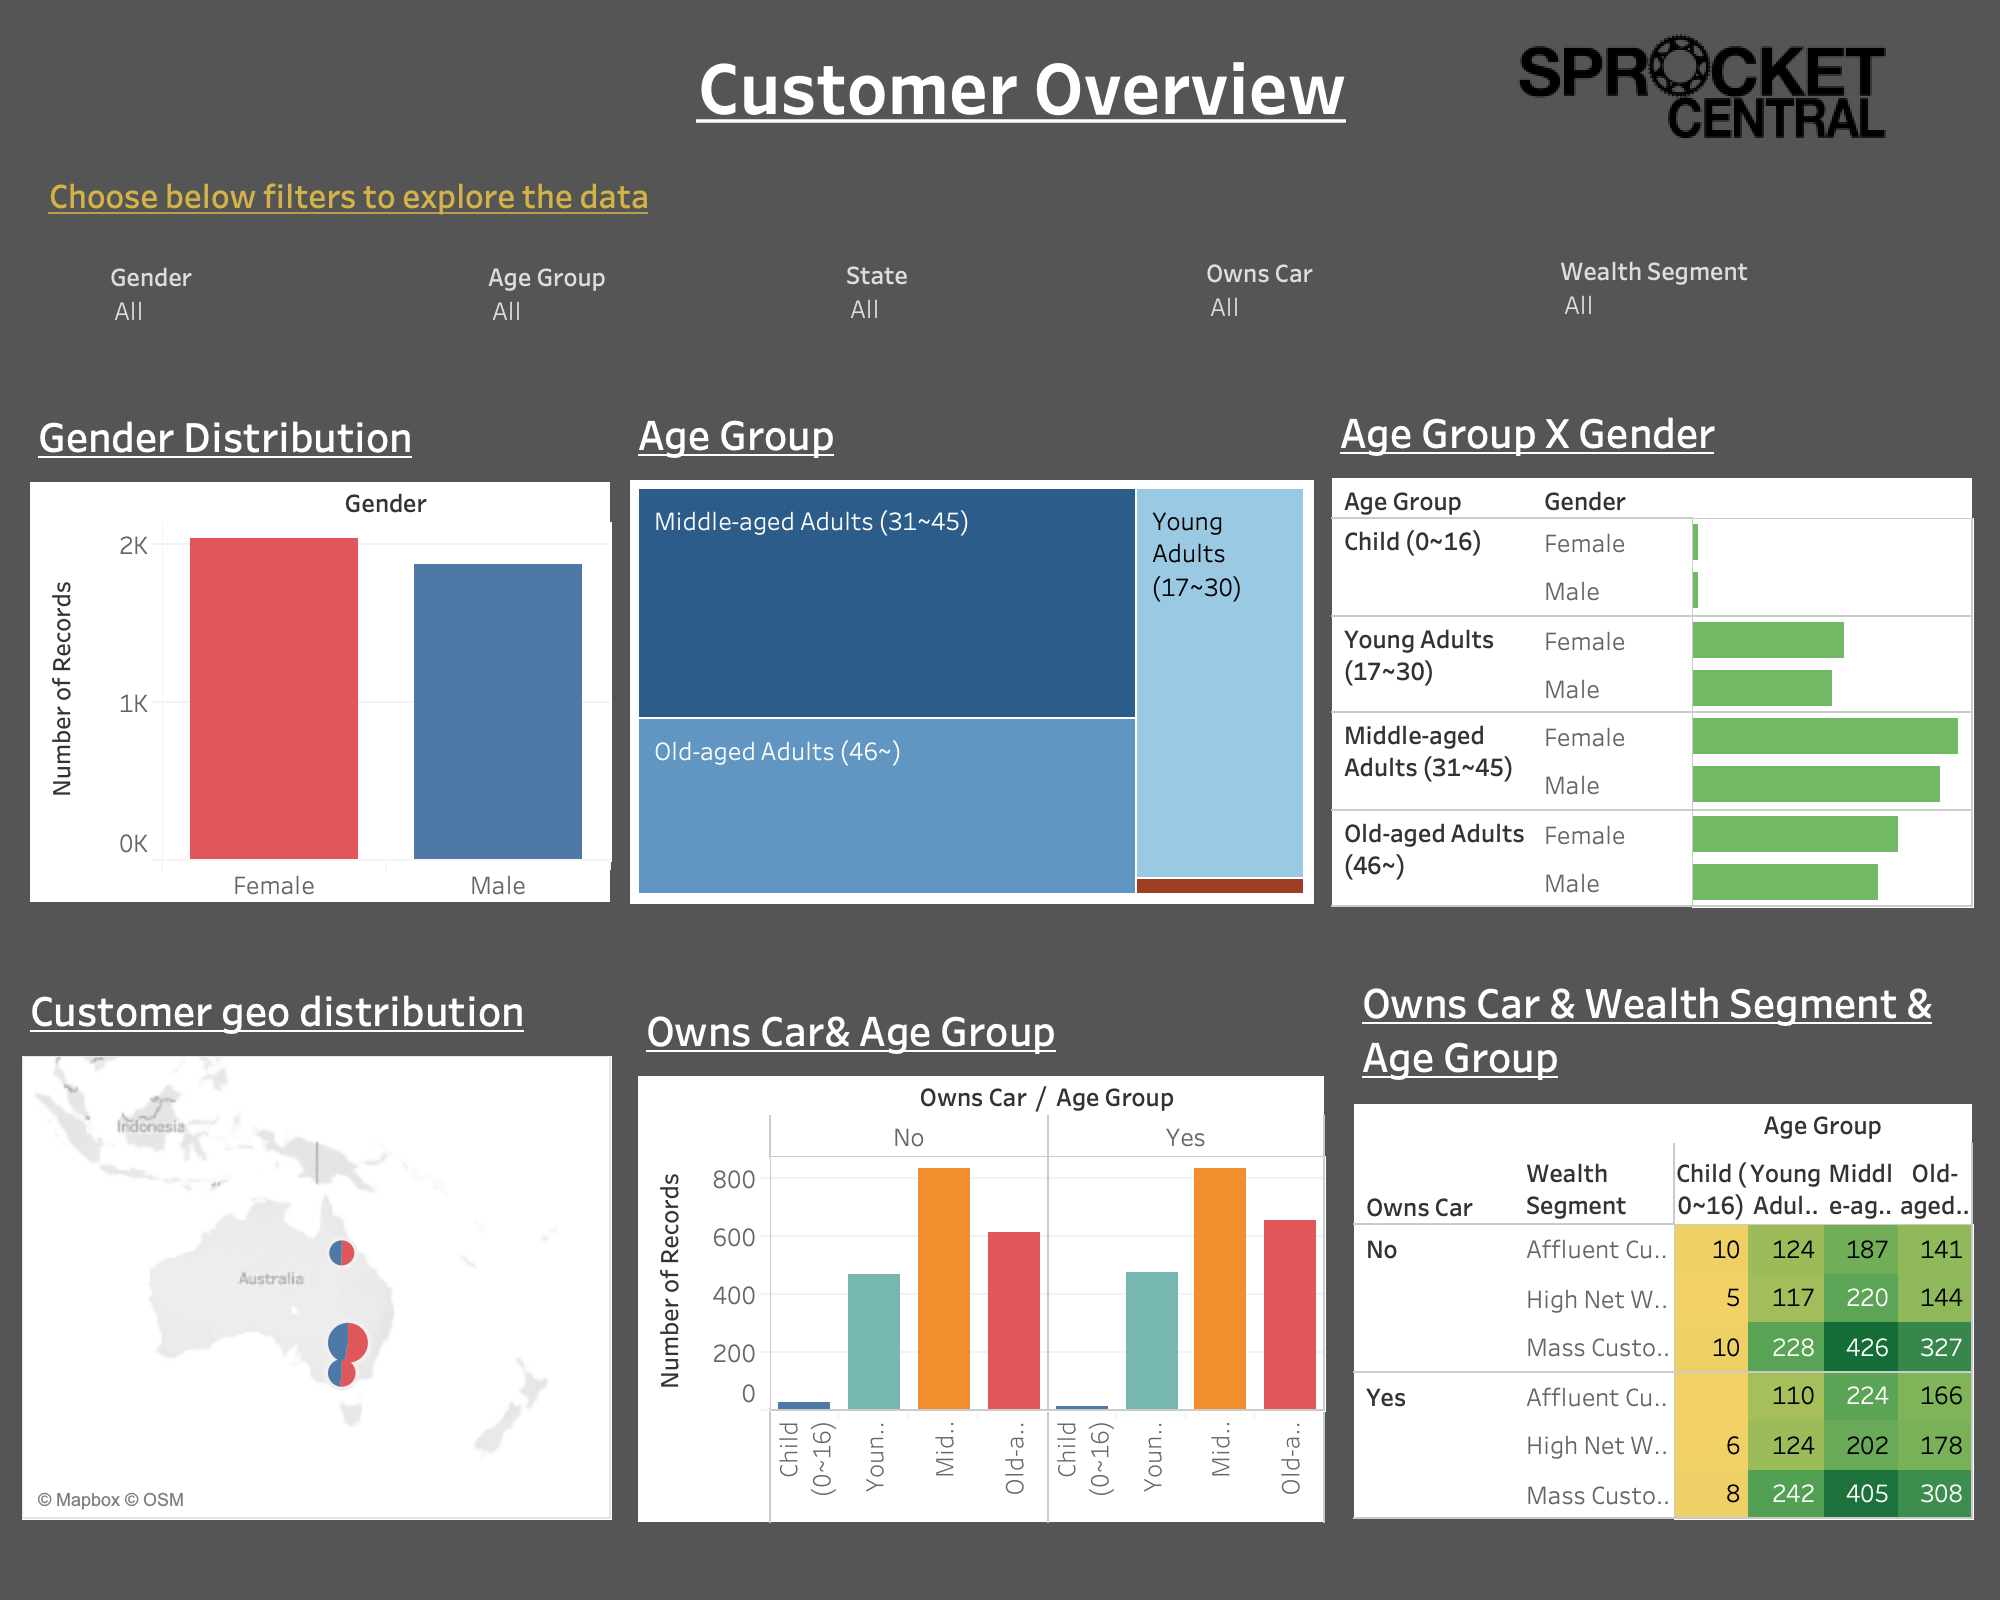 Customer Overview
SPROCKET
CENTRAL
Choose below filters to explore the data
Gender
All
Age Group
All
State
All
Owns Car
All
Wealth Segment
All
Gender Distribution
Gender
Number of Records
2K
1K
0K
Female
Male
Age Group
Middle-aged Adults (31~45)
Old-aged Adults (46~)
Young
Adults
(17~30)
Age Group X Gender
Age Group Gender
Child (0~16) Female
Male
Young Adults
(17~30)
Female
Male
Middle-aged
Adults (31~45)
Female
Male
Old-aged Adults
(46~)
Female
Male
Customer geo distribution
Indonesia
Australia
© Mapbox © OSM
Owns Car& Age Group
Owns Car / Age Group
No Yes
Number of Records
800
600
400
200
0
Child
(0~16)
Youn..
Mid..
Old-a..
Child
(0~16)
Youn..
Mid..
Old-a..
Owns Car & Wealth Segment &
Age Group
Age Group
Owns Car
Wealth
Segment
Child (
0~16)
Young
Adul..
Middl
e-ag..
Old-
aged..
No Affluent Cu.. 10 124 187 141
High Net W.. 5 117 220 144
Mass Custo.. 10 228 426 327
Yes Affluent Cu.. 110 224 166
High Net W.. 6 124 202 178
Mass Custo.. 8 242 405 308